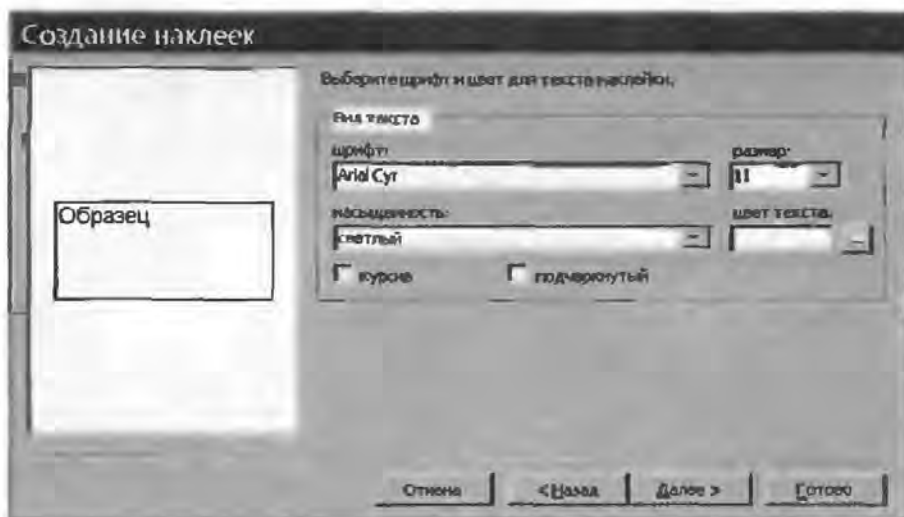 Создание наклеек
Выберите шрифт и цвет для текста наклейки.
Вид текста
шрифт:
размер:
Arial Cyr
11
Образец
насыщенность:
цвет текста:
светлый
...
курсив
подчеркнутый
Отмена
< Назад
Далее >
Готово